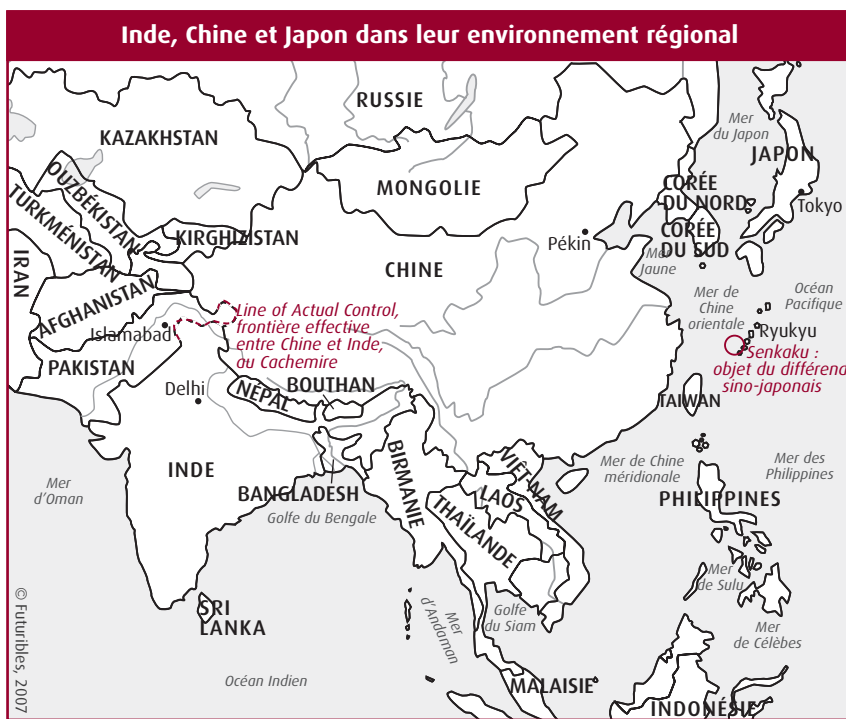 Inde, Chine et Japon dans leur environnement régional
RUSSIE
KAZAKHSTAN
Mer
du Japon
JAPON
OUZBÉKISTAN
MONGOLIE
CORÉE
DU NORD
Tokyo
TURKMÉNISTAN
KIRGHIZISTAN
Pékin
CORÉE
DU SUD
IRAN
CHINE
Mer
Jaune
AFGHANISTAN
Mer de
Chine
orientale
Océan
Pacifique
Islamabad
Line of Actual Control,
frontière effective
entre Chine et Inde,
au Cachemire
Ryukyu
Senkaku :
objet du différend
sino-japonais
PAKISTAN
Delhi
NÉPAL
BOUTHAN
TAIWAN
INDE
BIRMANIE
VIÊT-NAM
Mer de Chine
méridionale
Mer des
Philippines
Mer
d'Oman
BANGLADESH
LAOS
PHILIPPINES
Golfe du Bengale
THAÏLANDE
Mer
de Sulu
SRI
LANKA
Mer
d'Andaman
Golfe
du Siam
Mer
de Célèbes
Océan Indien
MALAISIE
INDONÉSIE
© Futuribles, 2007